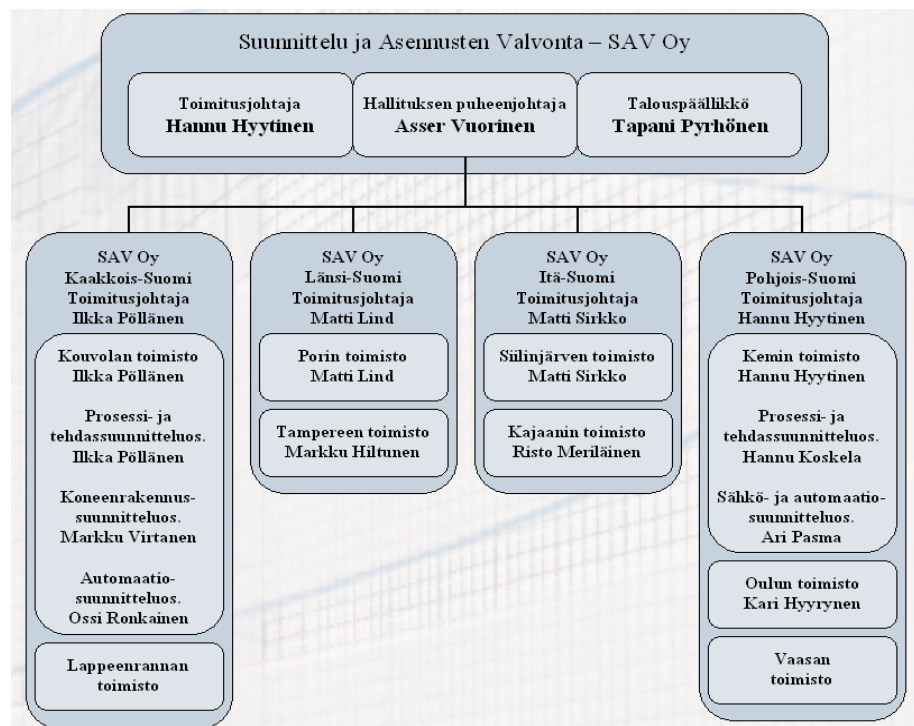 Suunnittelu ja Asennusten Valvonta – SAV Oy
Toimitusjohtaja
Hannu Hyytinen
Hallituksen puheenjohtaja
Asser Vuorinen
Talouspäällikkö
Tapani Pyrhönen
SAV Oy
Kaakkois-Suomi
Toimitusjohtaja
Ilkka Pöllänen
Kouvolan toimisto
Ilkka Pöllänen
Prosessi- ja
tehdassuunnitteluos.
Ilkka Pöllänen
Koneenrakennus-
suunnitteluos.
Markku Virtanen
Automaatio-
suunnitteluos.
Ossi Ronkainen
Lappeenrannan
toimisto
SAV Oy
Länsi-Suomi
Toimitusjohtaja
Matti Lind
Porin toimisto
Matti Lind
Tampereen toimisto
Markku Hiltunen
SAV Oy
Itä-Suomi
Toimitusjohtaja
Matti Sirkko
Siilinjärven toimisto
Matti Sirkko
Kajaanin toimisto
Risto Meriläinen
SAV Oy
Pohjois-Suomi
Toimitusjohtaja
Hannu Hyytinen
Kemin toimisto
Hannu Hyytinen
Prosessi- ja
tehdassuunnitteluos.
Hannu Koskela
Sähkö- ja automaatio-
suunnitteluos.
Ari Pasma
Oulun toimisto
Kari Hyyrynen
Vaasan
toimisto